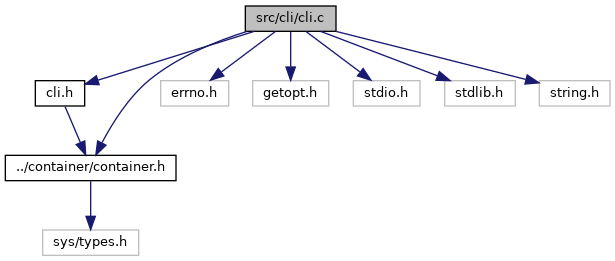 src/cli/cli.c
cli.h
errno.h
getopt.h
stdio.h
stdlib.h
string.h
../container/container.h
sys/types.h